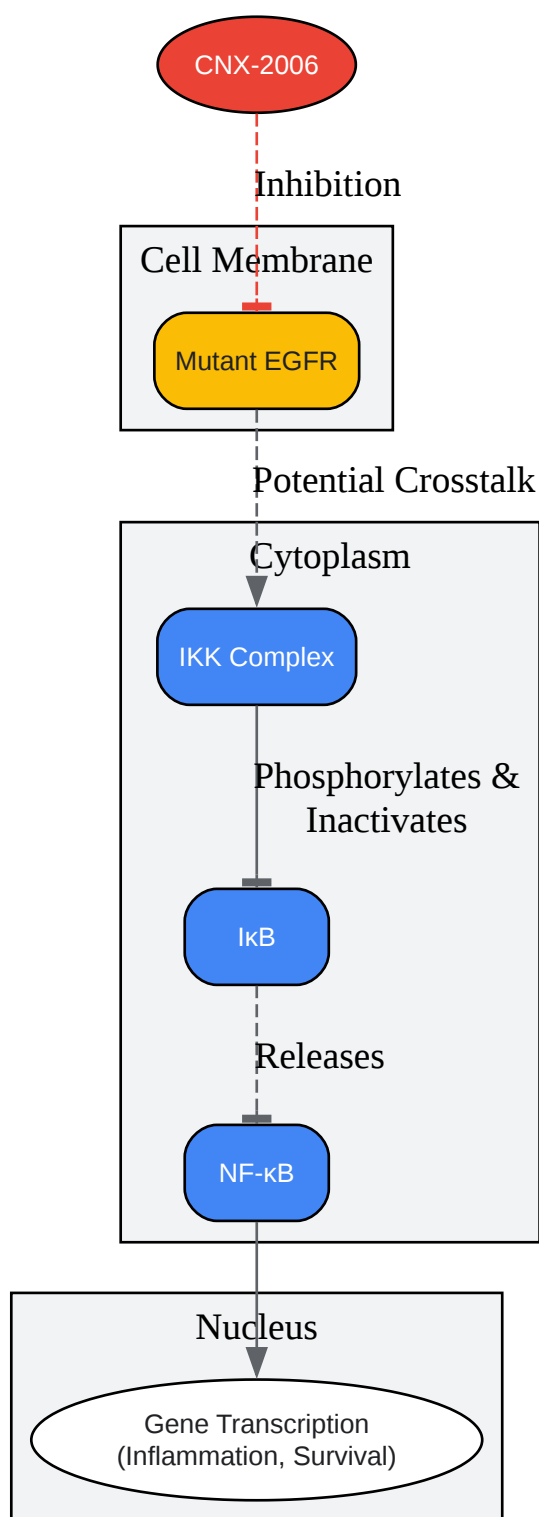 CNX-2006
Inhibition
Cell Membrane
Mutant EGFR
Potential Crosstalk
Cytoplasm
IKK Complex
Phosphorylates &
Inactivates
IκB
Releases
NF-κB
Nucleus
Gene Transcription
(Inflammation, Survival)